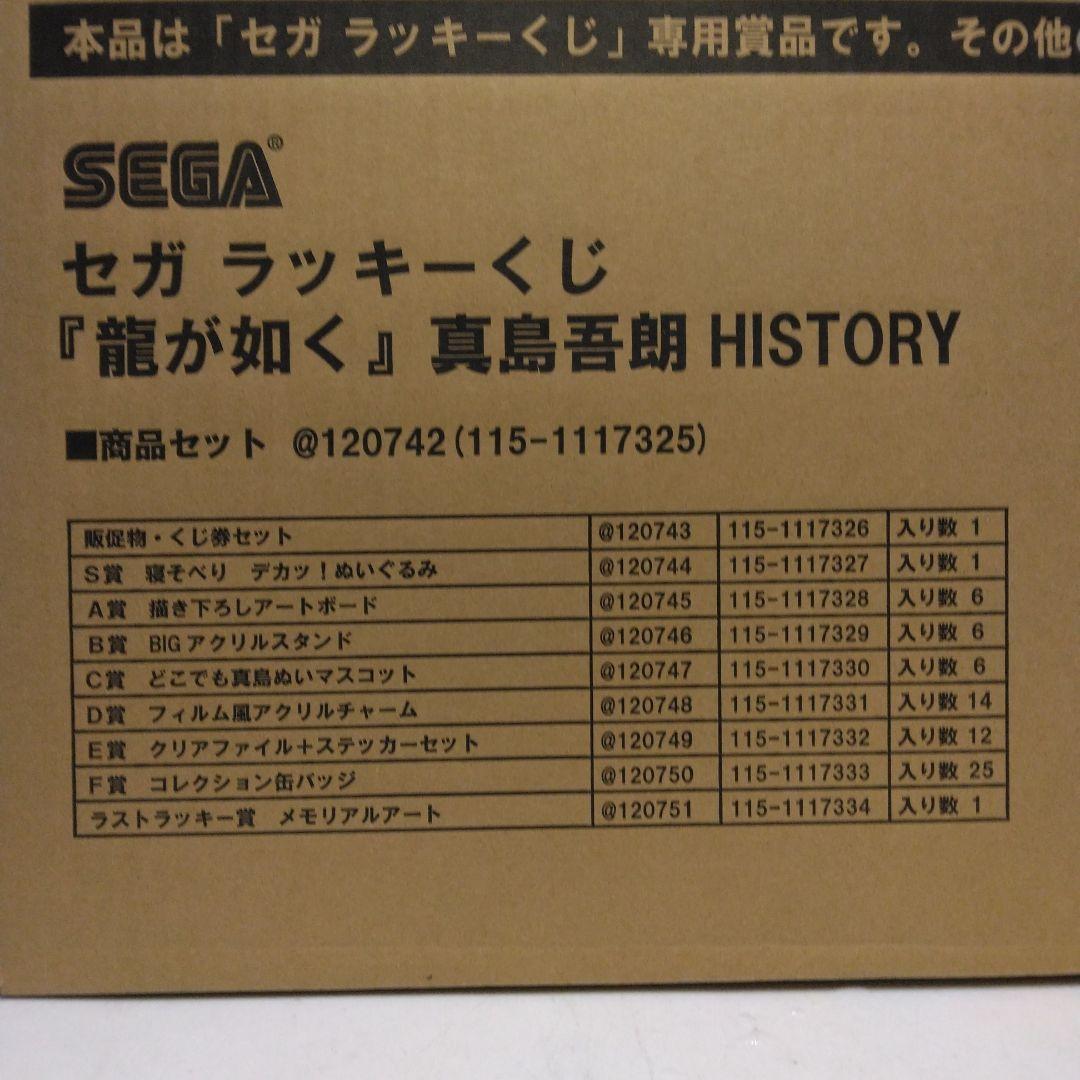 本品は「セガ ラッキーくじ」専用賞品です。その他
SEGA®
セガ ラッキーくじ
『龍が如く』真島吾朗 HISTORY
■商品セット @120742(115-1117325)
販促物・くじ券セット @120743 115-1117326 入り数 1
S賞 寝そべり デカッ!ぬいぐるみ @120744 115-1117327 入り数 1
A賞 描き下ろしアートボード @120745 115-1117328 入り数 6
B賞 BIGアクリルスタンド @120746 115-1117329 入り数 6
C賞 どこでも真島ぬいマスコット @120747 115-1117330 入り数 6
D賞 フィルム風アクリルチャーム @120748 115-1117331 入り数 14
E賞 クリアファイル+ステッカーセット @120749 115-1117332 入り数 12
F賞 コレクション缶バッジ @120750 115-1117333 入り数 25
ラストラッキー賞 メモリアルアート @120751 115-1117334 入り数 1